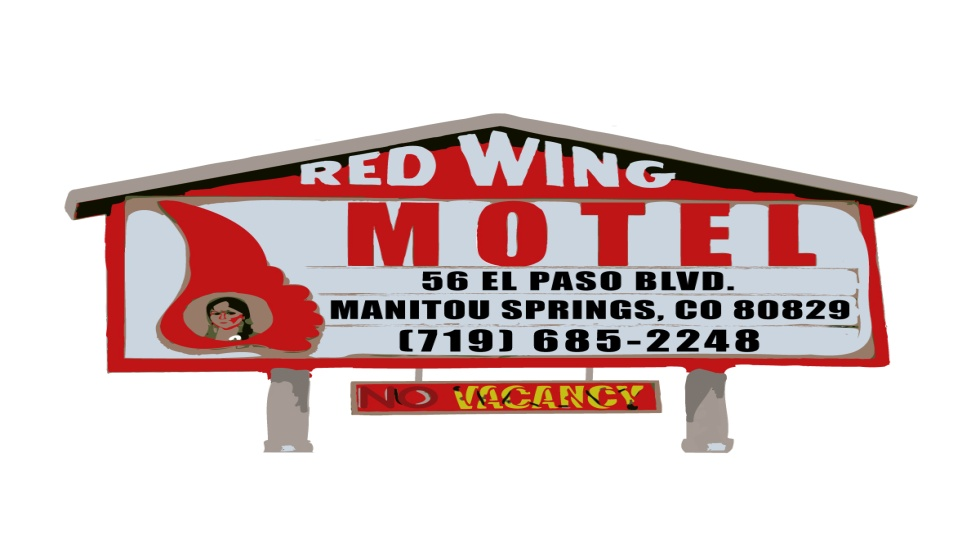 RED WING
MOTEL
56 EL PASO BLVD.
MANITOU SPRINGS, CO 80829
(719) 685-2248
NO VACANCY